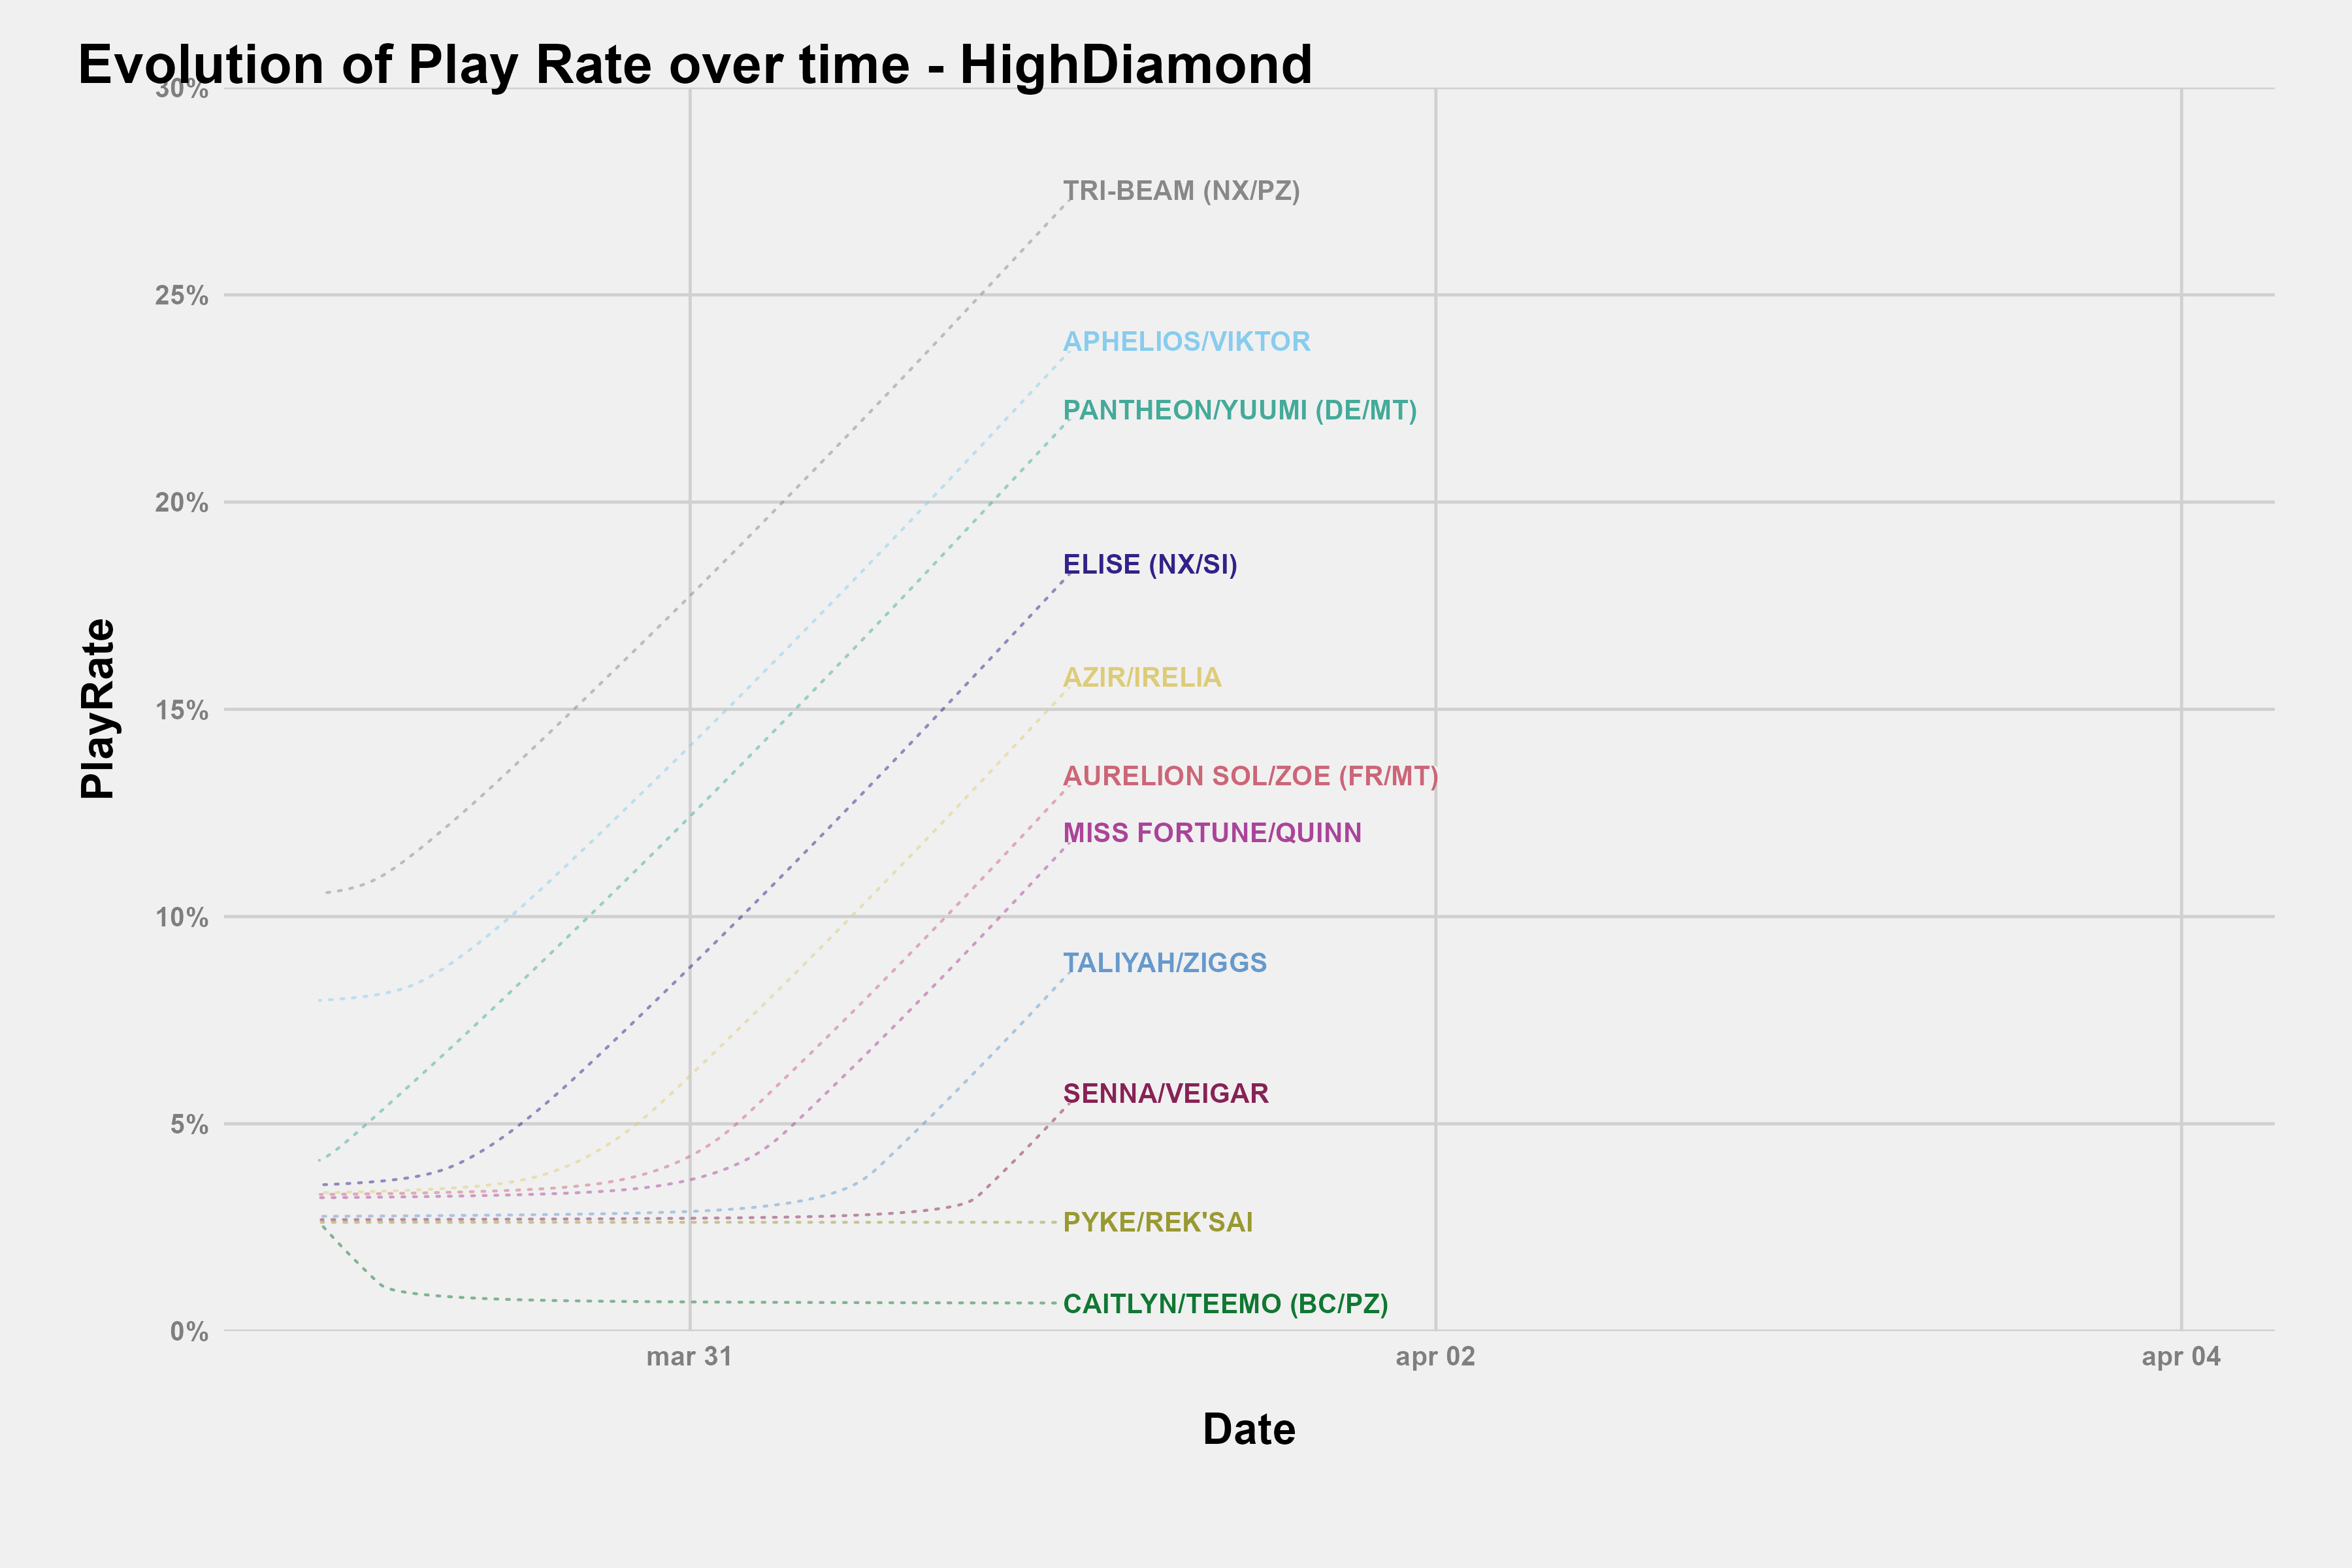 Evolution of Play Rate over time - HighDiamond
30%
25%
20%
15%
10%
5%
0%
PlayRate
TRI-BEAM (NX/PZ)
APHELIOS/VIKTOR
PANTHEON/YUUMI (DE/MT)
ELISE (NX/SI)
AZIR/IRELIA
AURELION SOL/ZOE (FR/MT)
MISS FORTUNE/QUINN
TALIYAH/ZIGGS
SENNA/VEIGAR
PYKE/REK'SAI
CAITLYN/TEEMO (BC/PZ)
mar 31
apr 02
apr 04
Date